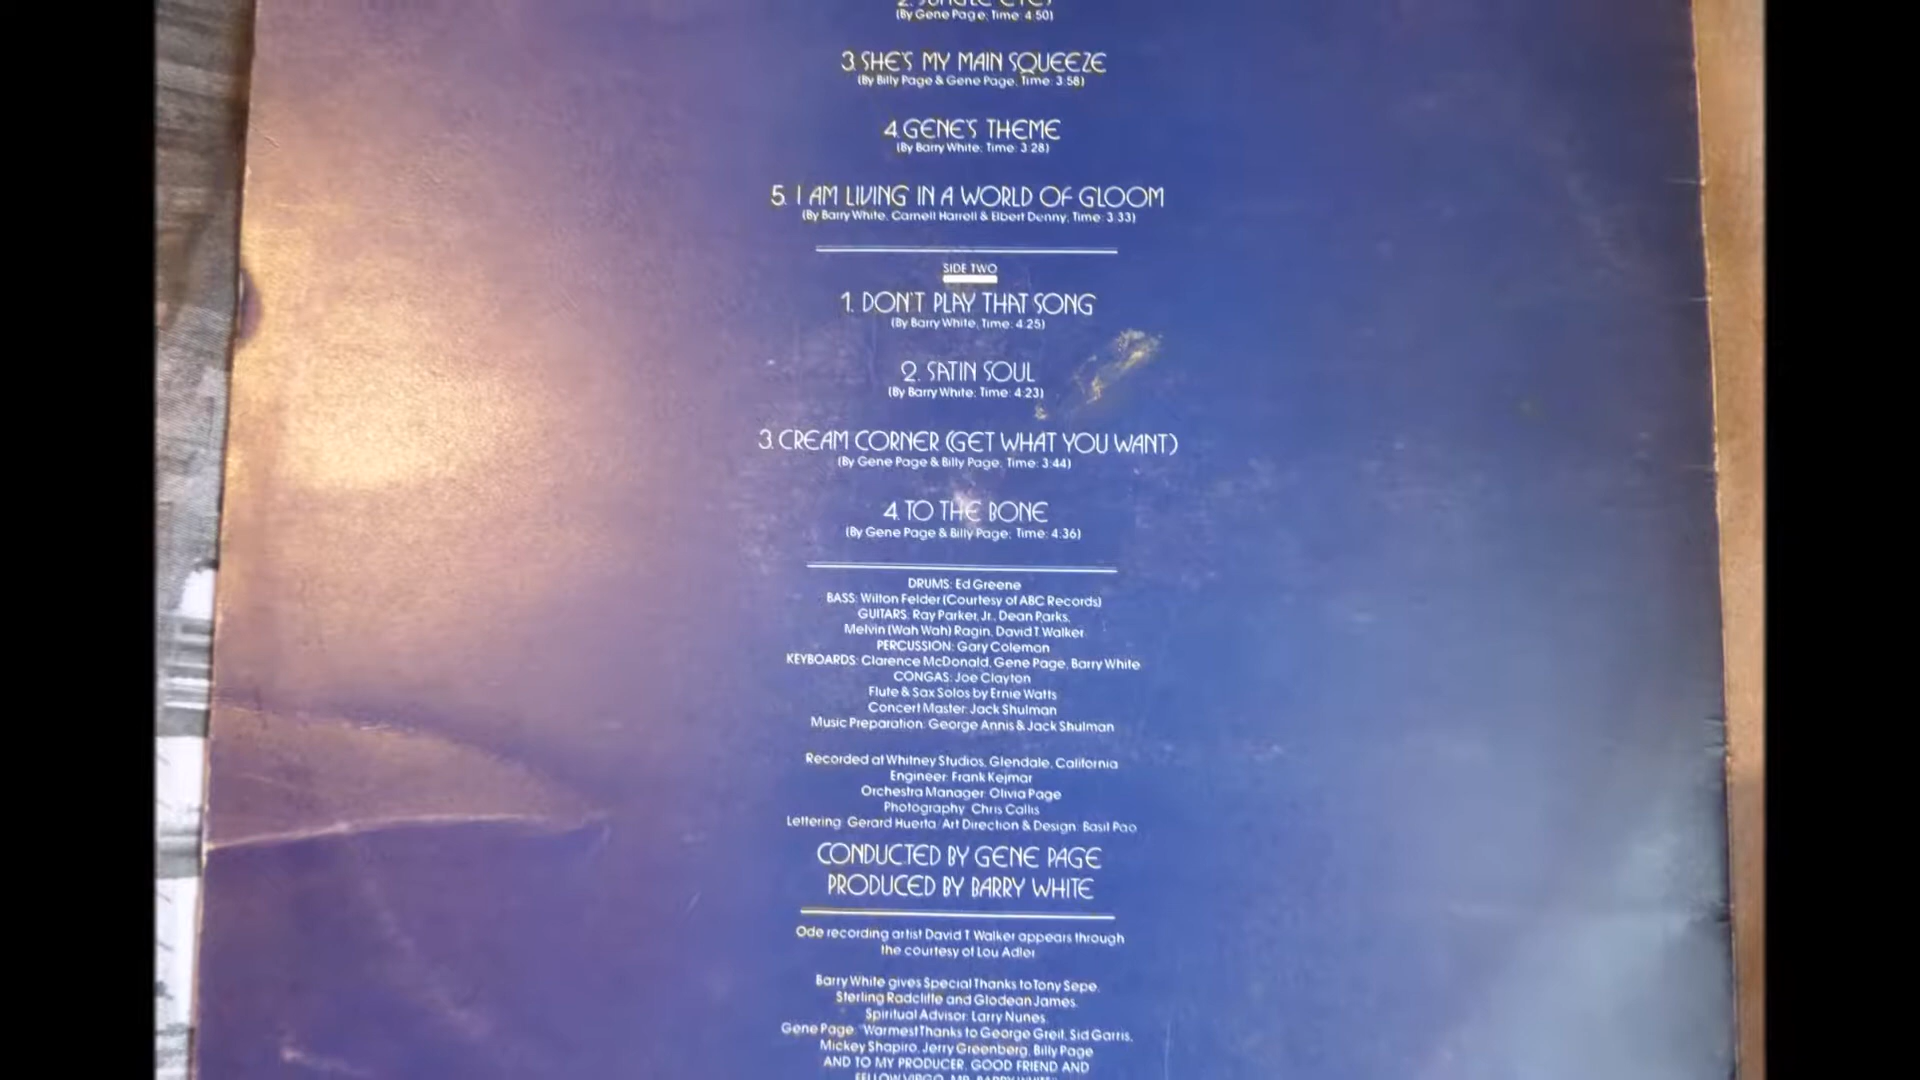 2. JUNGLE EYES
(By Gene Page; Time: 4:50)
3. SHE'S MY MAIN SQUEEZE
(By Billy Page & Gene Page; Time: 3:58)
4. GENE'S THEME
(By Barry White; Time: 3:28)
5. I AM LIVING IN A WORLD OF GLOOM
(By Barry White, Carnell Harrell & Elbert Denny; Time: 3:33)
SIDE TWO
1. DON'T PLAY THAT SONG
(By Barry White; Time: 4:25)
2. SATIN SOUL
(By Barry White; Time: 4:23)
3. CREAM CORNER (GET WHAT YOU WANT)
(By Gene Page & Billy Page; Time: 3:44)
4. TO THE BONE
(By Gene Page & Billy Page; Time: 4:36)
DRUMS: Ed Greene
BASS: Wilton Felder (Courtesy of ABC Records)
GUITARS: Ray Parker, Jr., Dean Parks,
Melvin (Wah Wah) Ragin, David T. Walker
PERCUSSION: Gary Coleman
KEYBOARDS: Clarence McDonald, Gene Page, Barry White
CONGAS: Joe Clayton
Flute & Sax Solos by Ernie Watts
Concert Master: Jack Shulman
Music Preparation: George Annis & Jack Shulman
Recorded at Whitney Studios, Glendale, California
Engineer: Frank Kejmar
Orchestra Manager: Olivia Page
Photography: Chris Callis
Lettering: Gerard Huerta/Art Direction & Design: Basil Pao
CONDUCTED BY GENE PAGE
PRODUCED BY BARRY WHITE
Ode recording artist David T. Walker appears through
the courtesy of Lou Adler
Barry White gives Special Thanks to Tony Sepe,
Sterling Radcliffe and Glodean James.
Spiritual Advisor: Larry Nunes.
Gene Page: "Warmest Thanks to George Greif, Sid Garris,
Mickey Shapiro, Jerry Greenberg, Billy Page
AND TO MY PRODUCER, GOOD FRIEND AND
FELLOW VIRGO, MR. BARRY WHITE"